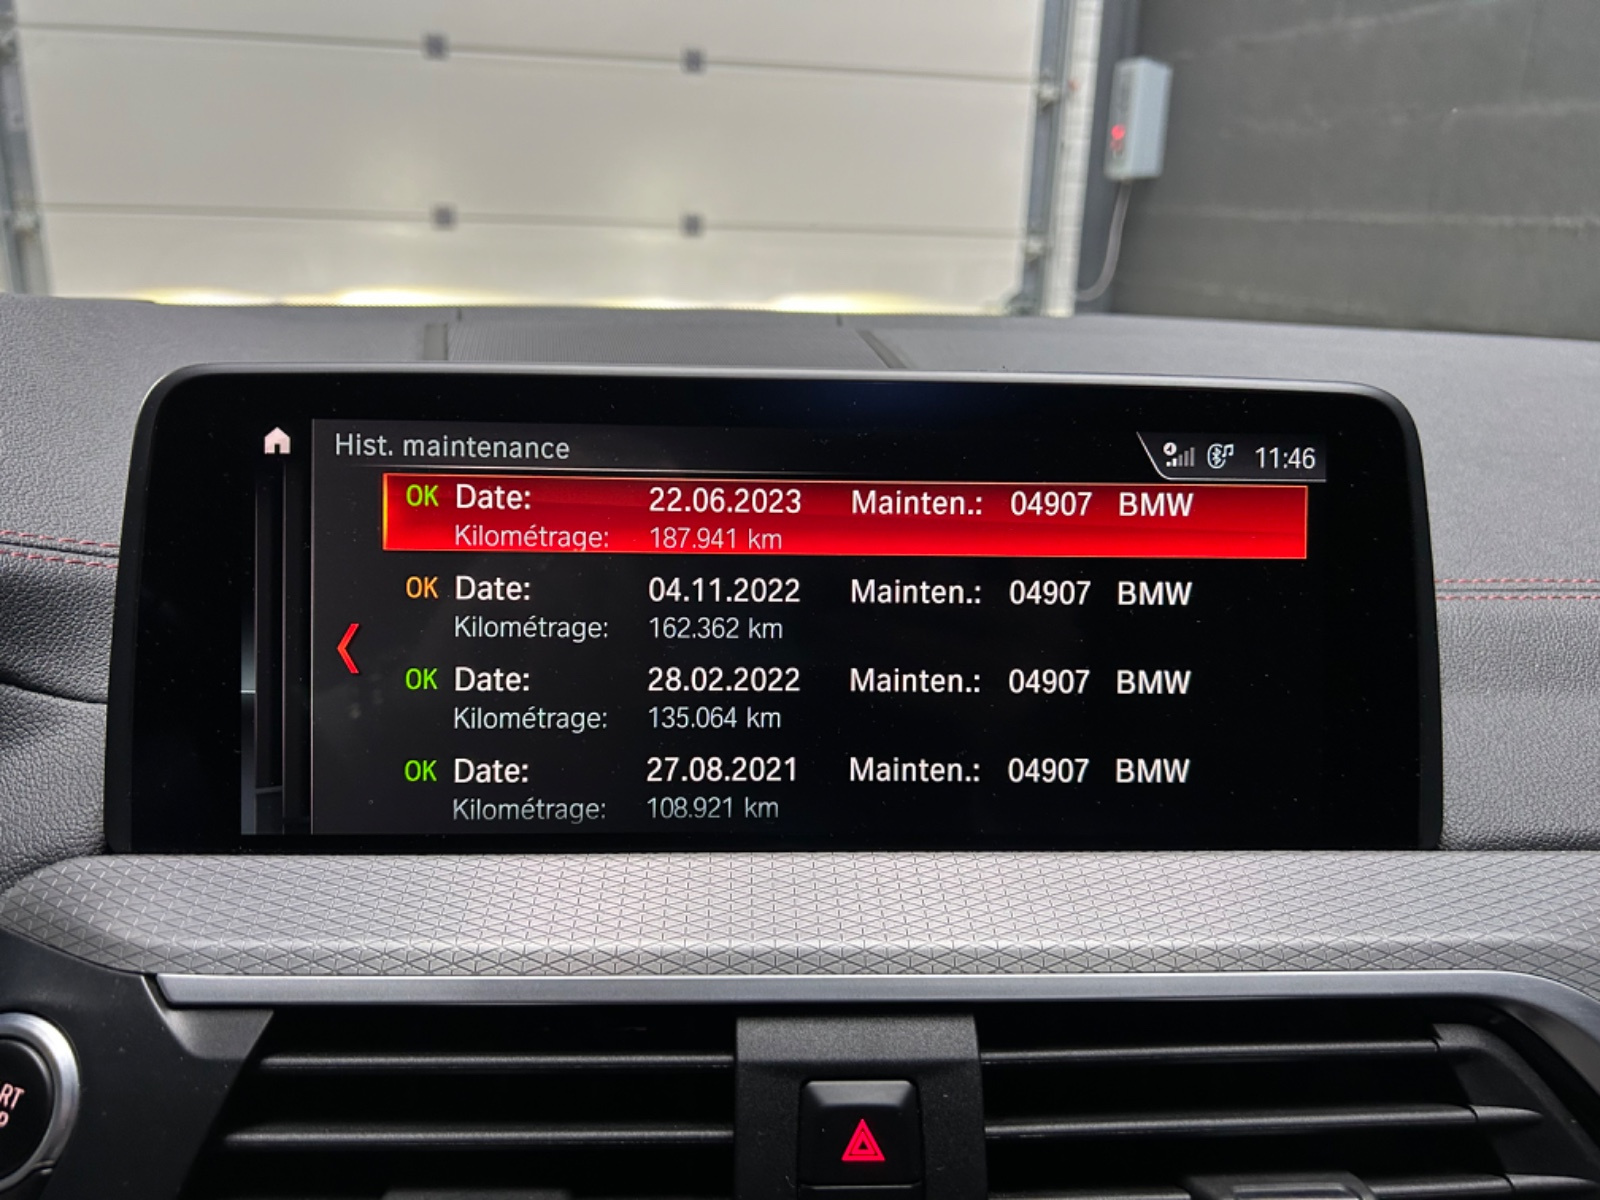 Hist. maintenance
11:46
OK Date: 22.06.2023 Mainten.: 04907 BMW
Kilométrage: 187.941 km
OK Date: 04.11.2022 Mainten.: 04907 BMW
Kilométrage: 162.362 km
OK Date: 28.02.2022 Mainten.: 04907 BMW
Kilométrage: 135.064 km
OK Date: 27.08.2021 Mainten.: 04907 BMW
Kilométrage: 108.921 km